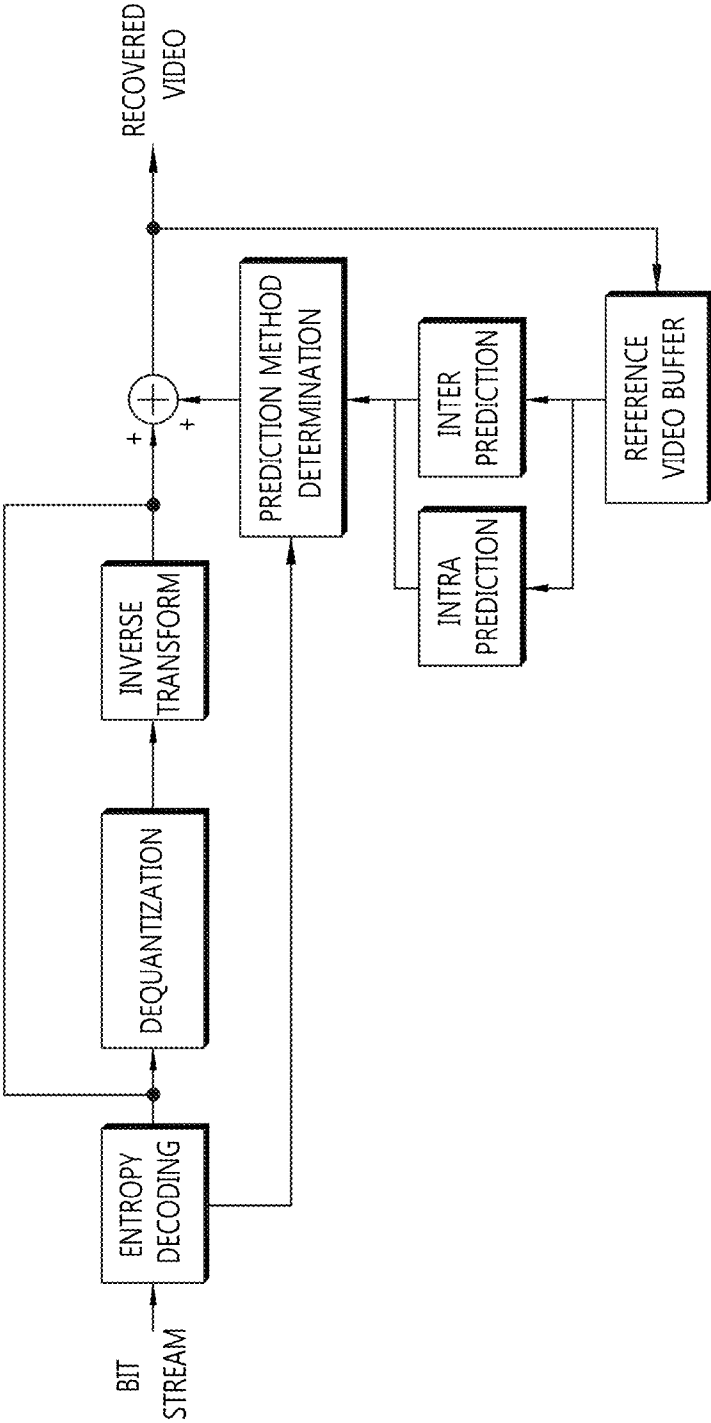 BIT
STREAM
ENTROPY
DECODING
DEQUANTIZATION
INVERSE
TRANSFORM
+
+
RECOVERED
VIDEO
PREDICTION METHOD
DETERMINATION
INTRA
PREDICTION
INTER
PREDICTION
REFERENCE
VIDEO BUFFER